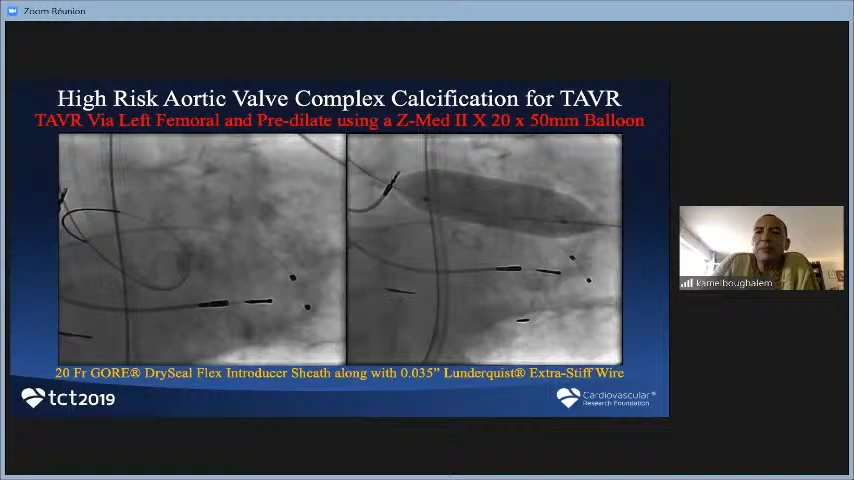 Zoom Réunion
High Risk Aortic Valve Complex Calcification for TAVR
TAVR Via Left Femoral and Pre-dilate using a Z-Med II X 20 x 50mm Balloon
20 Fr GORE® DrySeal Flex Introducer Sheath along with 0.035” Lunderquist® Extra-Stiff Wire
tct2019
Cardiovascular®
Research Foundation
kamelboughalem